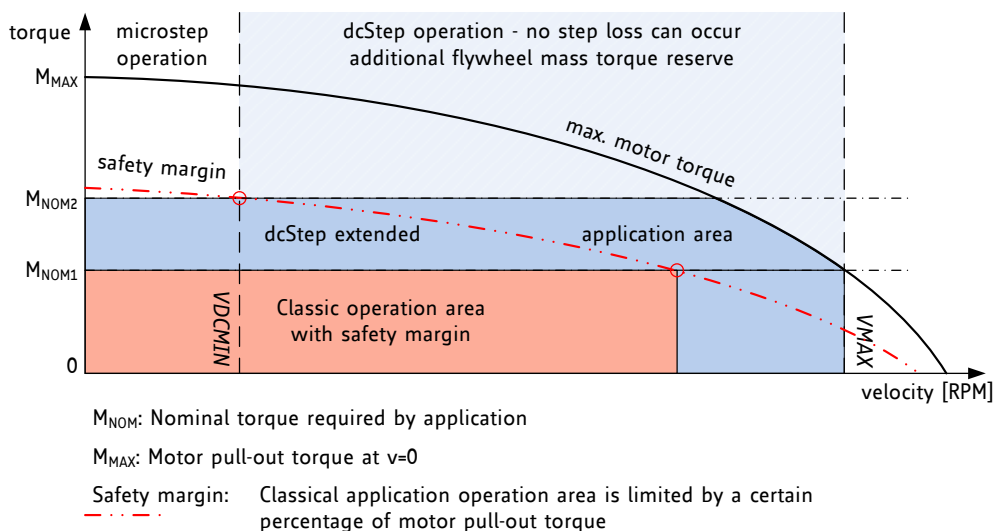 torque
microstep
operation
dcStep operation - no step loss can occur
additional flywheel mass torque reserve
MMAX
max. motor torque
safety margin
MNOM2
dcStep extended
application area
MNOM1
Classic operation area
with safety margin
VDCMIN
VMAX
0
velocity [RPM]
MNOM: Nominal torque required by application
MMAX: Motor pull-out torque at v=0
Safety margin: Classical application operation area is limited by a certain
percentage of motor pull-out torque